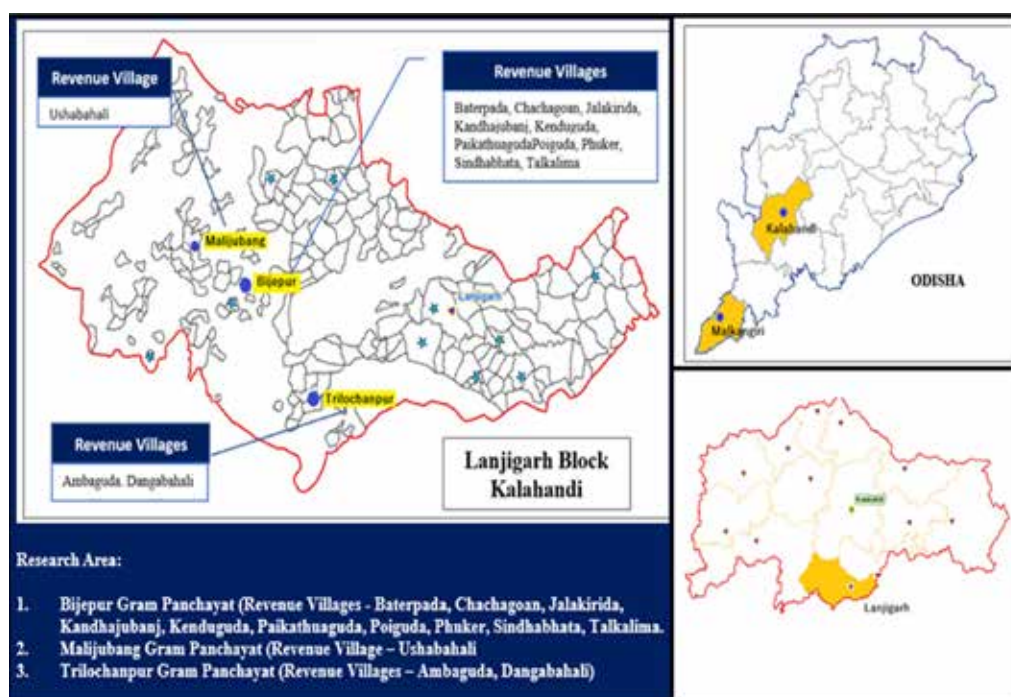 Revenue Village
Ushabahali
Revenue Villages
Baterpada, Chachagoan, Jalakirida,
Kandhajubanj, Kenduguda,
PaikathuagudaPoiguda, Phuker,
Sindhabhata, Talkalima
Malijubang
Bijepur
Lanjigarh
Trilochanpur
Revenue Villages
Ambaguda. Dangabahali
Lanjigarh Block
Kalahandi
Kalahandi
Malkangiri
ODISHA
Lanjigarh
Research Area:
1. Bijepur Gram Panchayat (Revenue Villages - Baterpada, Chachagoan, Jalakirida,
Kandhajubanj, Kenduguda, Paikathuaguda, Poiguda, Phuker, Sindhabhata, Talkalima.
2. Malijubang Gram Panchayat (Revenue Village – Ushabahali
3. Trilochanpur Gram Panchayat (Revenue Villages – Ambaguda, Dangabahali)